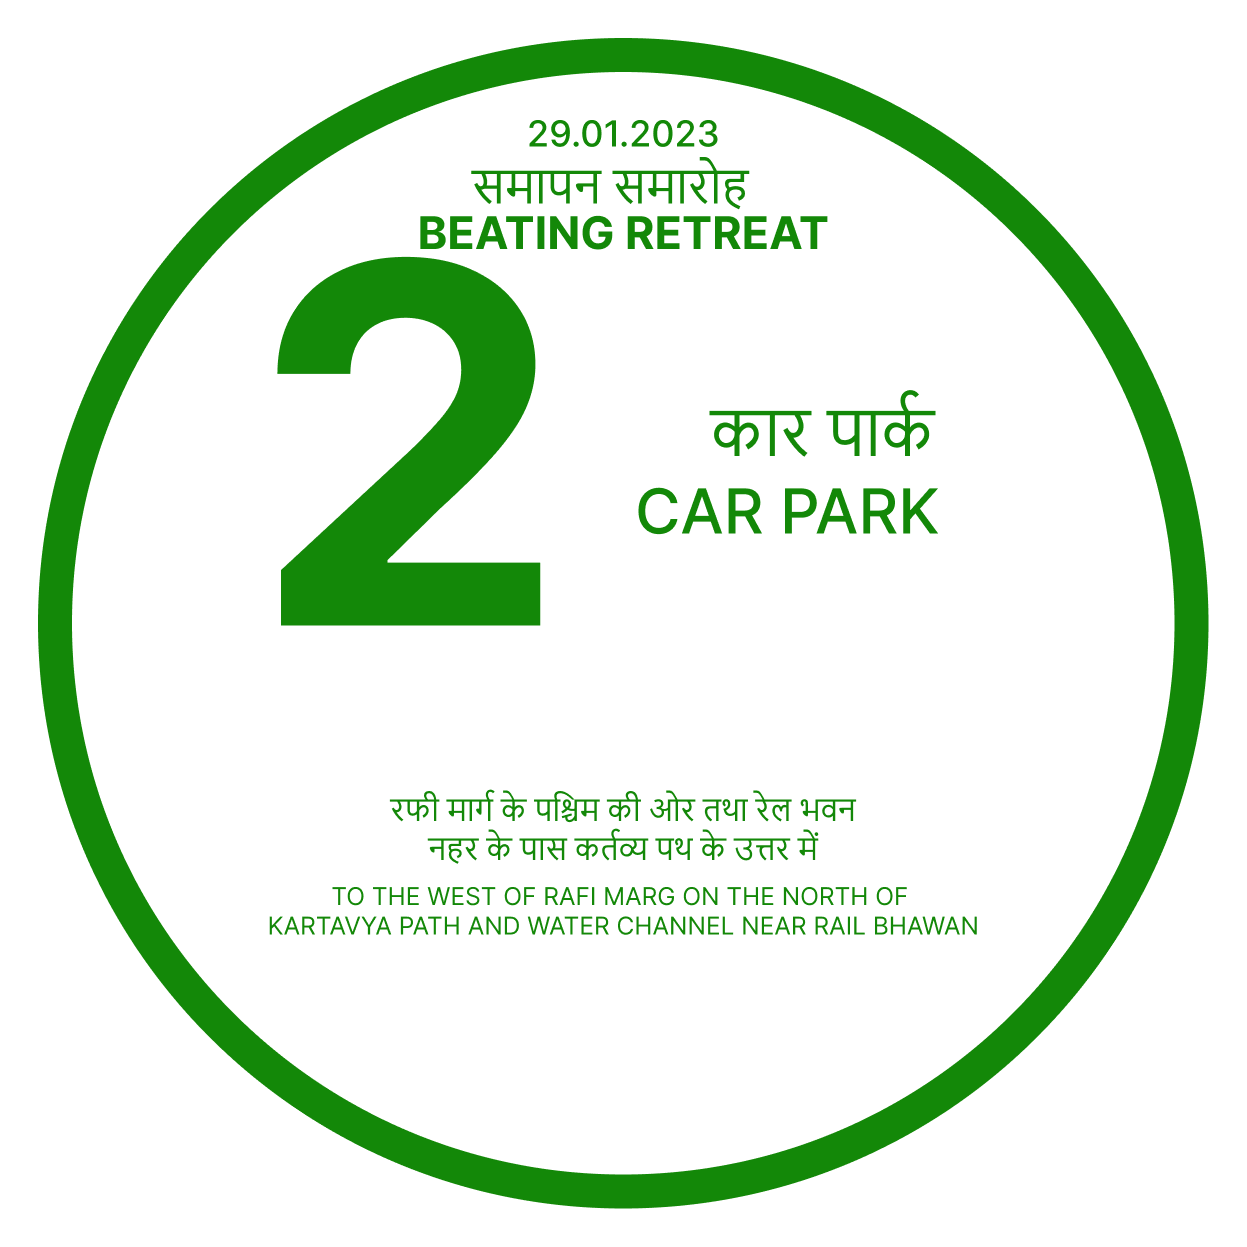 29.01.2023
समापन समारोह
BEATING RETREAT
2
कार पार्क
CAR PARK
रफी मार्ग के पश्चिम की ओर तथा रेल भवन
नहर के पास कर्तव्य पथ के उत्तर में
TO THE WEST OF RAFI MARG ON THE NORTH OF
KARTAVYA PATH AND WATER CHANNEL NEAR RAIL BHAWAN